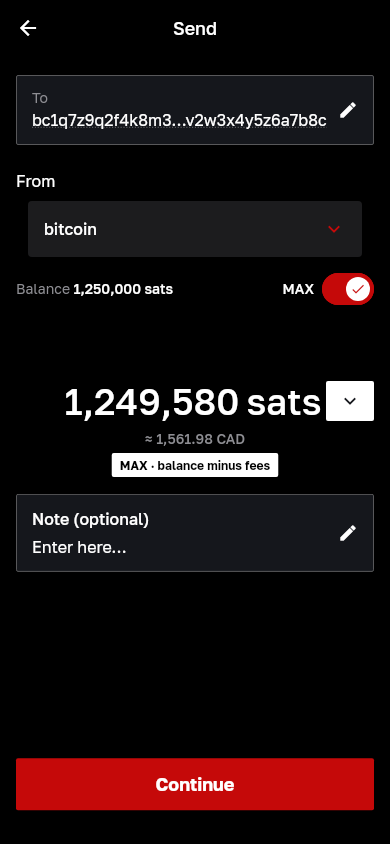 Send
To
bc1q7z9q2f4k8m3...v2w3x4y5z6a7b8c
From
bitcoin
Balance 1,250,000 sats MAX
1,249,580 sats
≈ 1,561.98 CAD
MAX · balance minus fees
Note (optional)
Enter here...
Continue